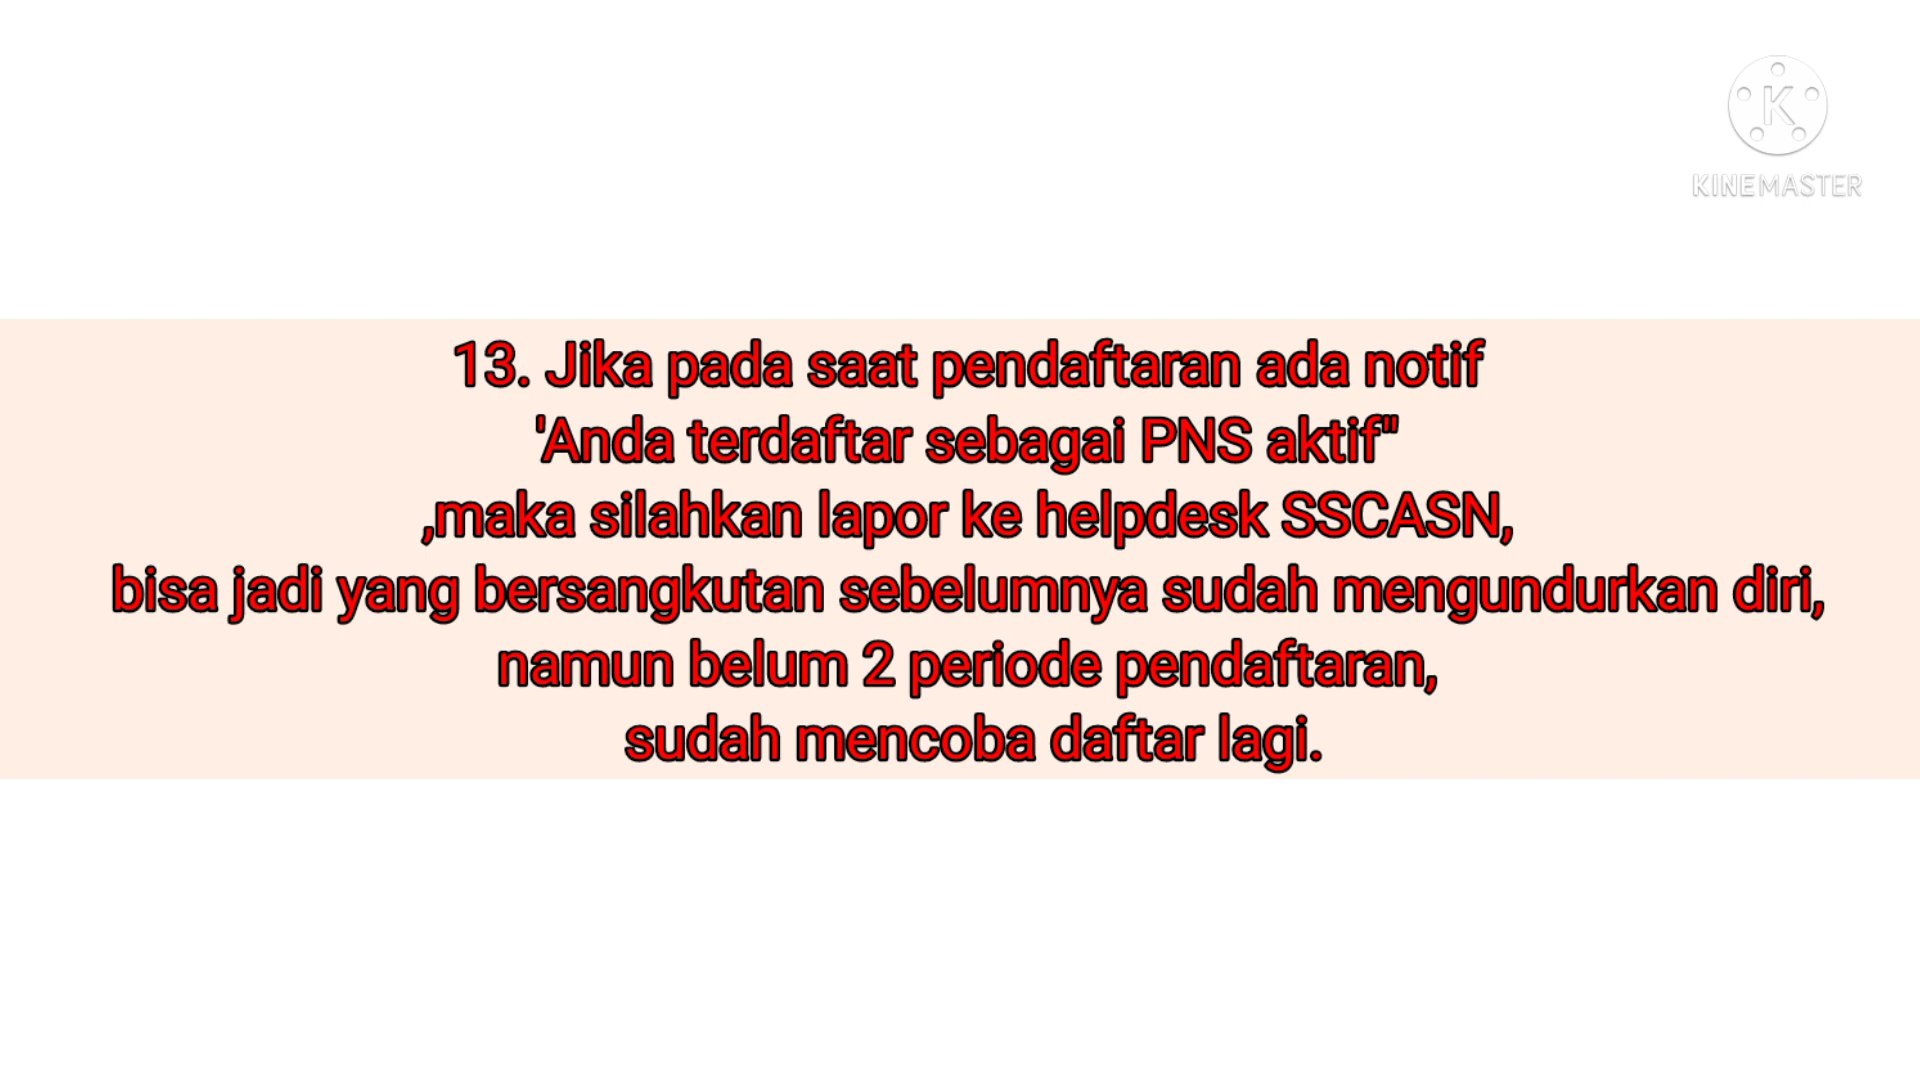 K
KINEMASTER
13. Jika pada saat pendaftaran ada notif
'Anda terdaftar sebagai PNS aktif"
,maka silahkan lapor ke helpdesk SSCASN,
bisa jadi yang bersangkutan sebelumnya sudah mengundurkan diri,
namun belum 2 periode pendaftaran,
sudah mencoba daftar lagi.